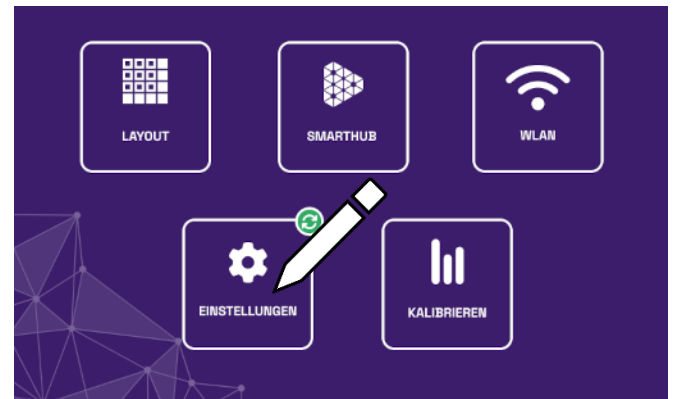 LAYOUT
SMARTHUB
WLAN
EINSTELLUNGEN
KALIBRIEREN